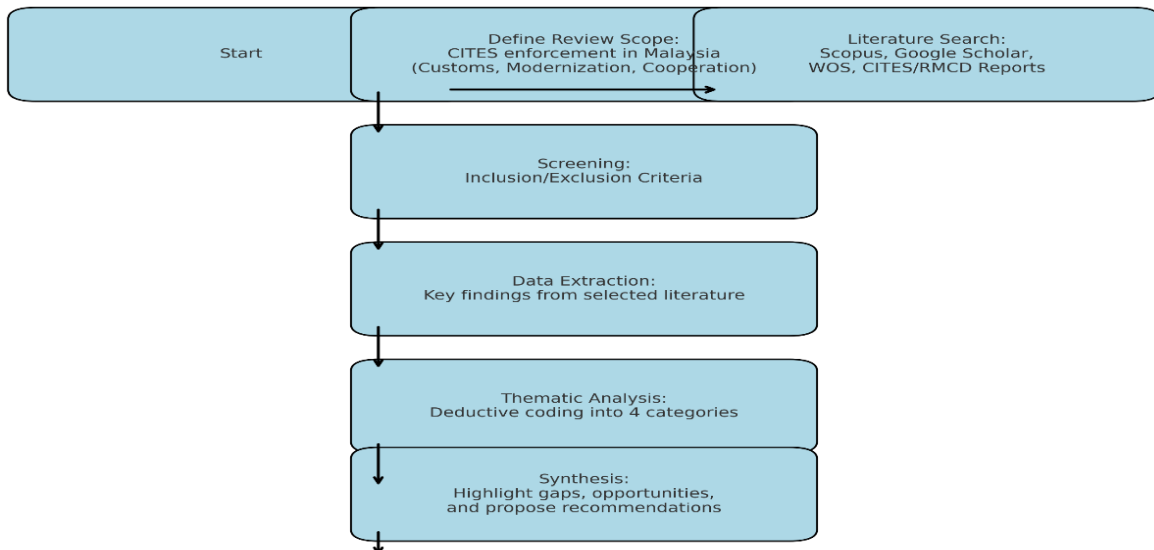 Start
Define Review Scope:
CITES enforcement in Malaysia
(Customs, Modernization, Cooperation)
Literature Search:
Scopus, Google Scholar,
WOS, CITES/RMCD Reports
Screening:
Inclusion/Exclusion Criteria
Data Extraction:
Key findings from selected literature
Thematic Analysis:
Deductive coding into 4 categories
Synthesis:
Highlight gaps, opportunities,
and propose recommendations